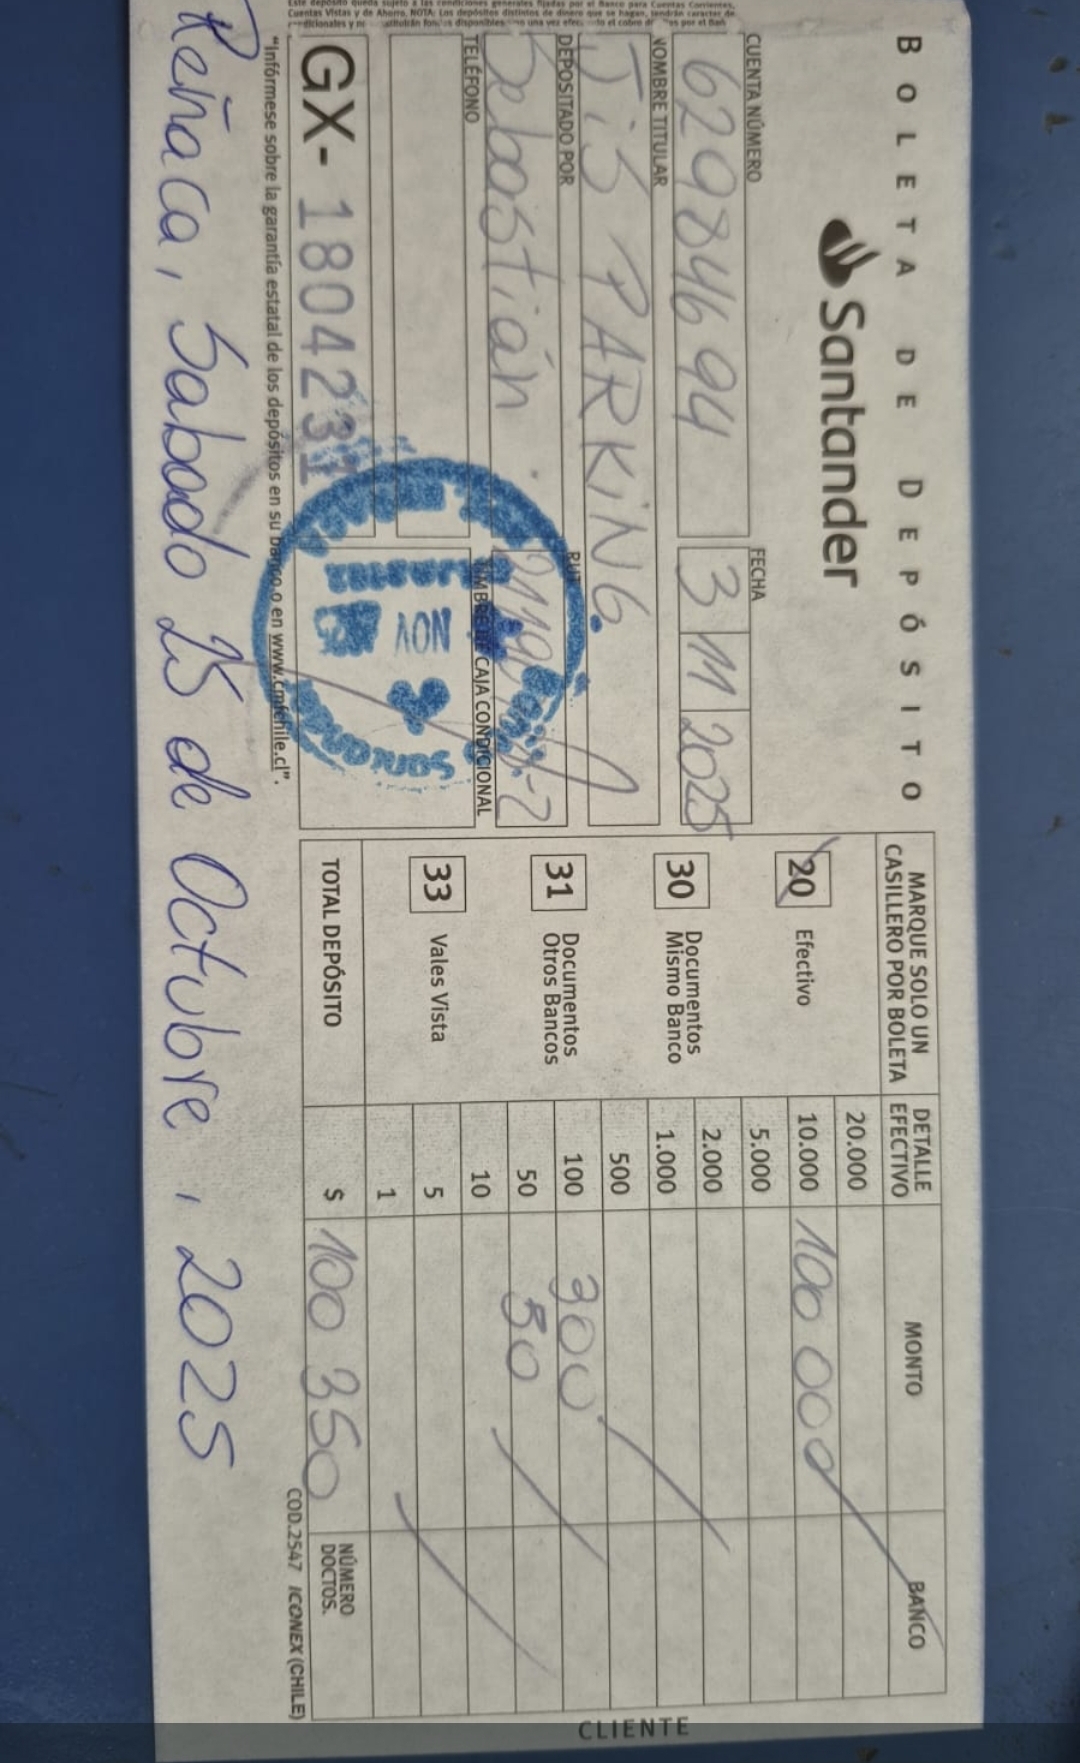 BOLETA DE DEPÓSITO
Santander
CUENTA NÚMERO
62984694
FECHA
3 11 2025
NOMBRE TITULAR
JiS PARKiNG
DEPOSITADO POR
Sebastián
RUT
TELÉFONO
TIMBRE DE CAJA CONDICIONAL
NOV
GX- 1804231
"Infórmese sobre la garantía estatal de los depósitos en su banco o en www.cmfchile.cl".
MARQUE SOLO UN
CASILLERO POR BOLETA
20 Efectivo
30 Documentos
Mismo Banco
31 Documentos
Otros Bancos
33 Vales Vista
TOTAL DEPÓSITO
DETALLE
EFECTIVO
MONTO
BANCO
20.000
10.000 100 000
5.000
2.000
1.000
500
100 300
50 50
10
5
1
$ 100 350
NÚMERO
DOCTOS.
COD.2547 ICONEX (CHILE)
CLIENTE
Reñaca, Sabado 25 de Octubre, 2025